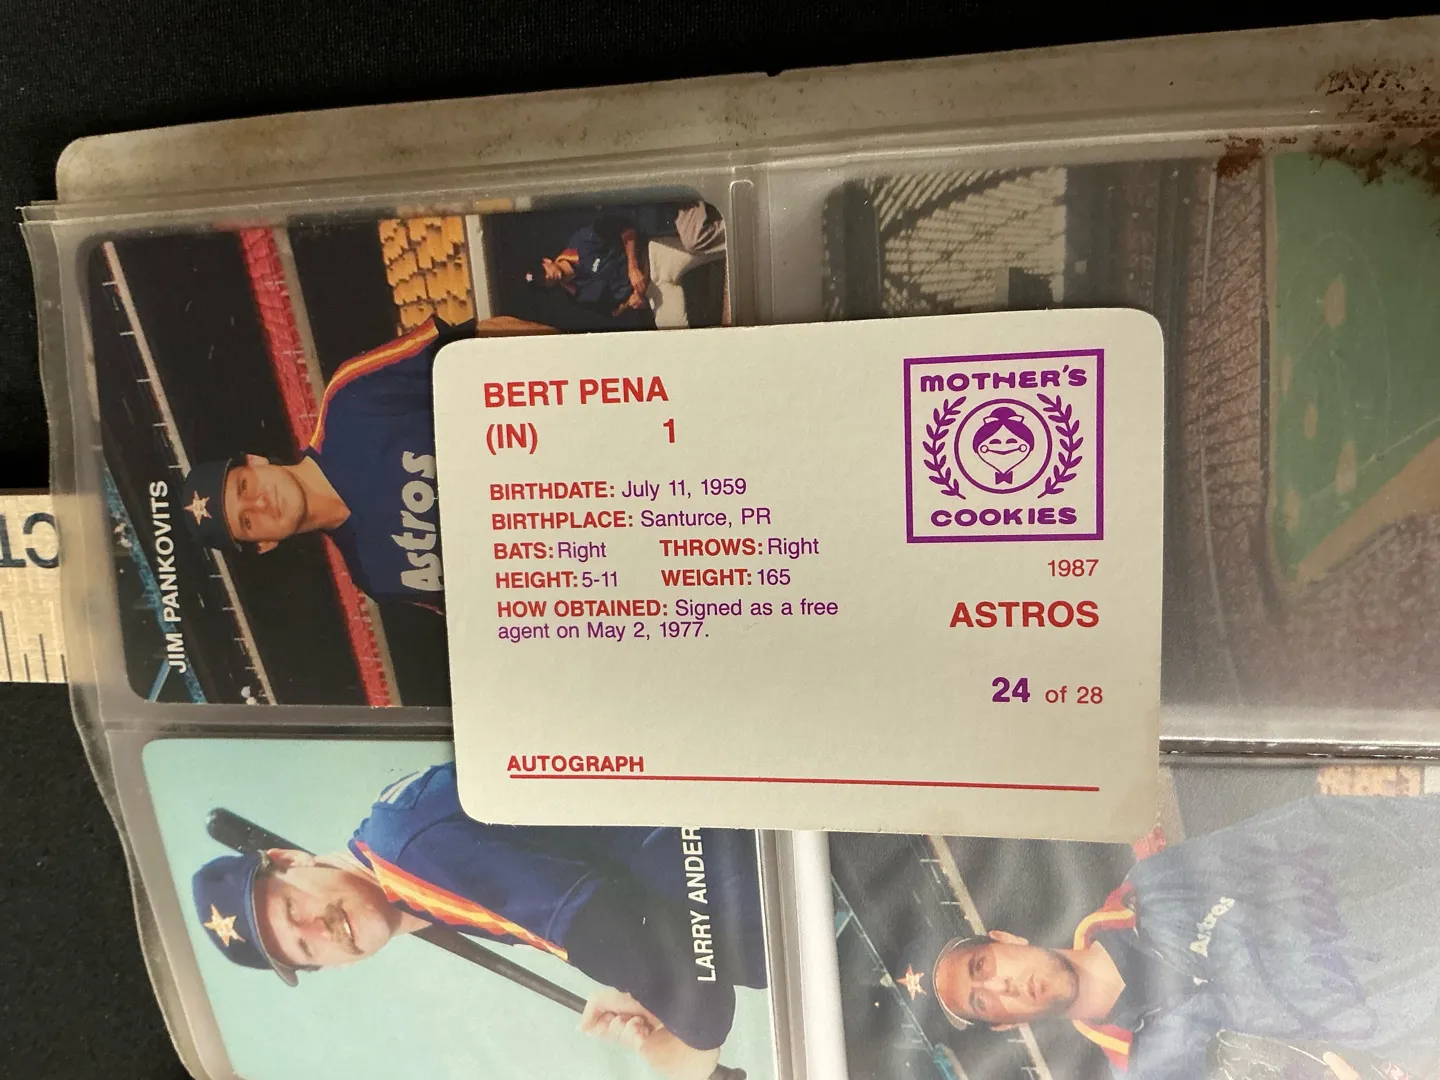 BERT PENA
(IN) 1
BIRTHDATE: July 11, 1959
BIRTHPLACE: Santurce, PR
BATS: Right THROWS: Right
HEIGHT: 5-11 WEIGHT: 165
HOW OBTAINED: Signed as a free
agent on May 2, 1977.
AUTOGRAPH
MOTHER'S
COOKIES
1987
ASTROS
24 of 28
JIM PANKOVITS
Astros
LARRY ANDER
Astros
15